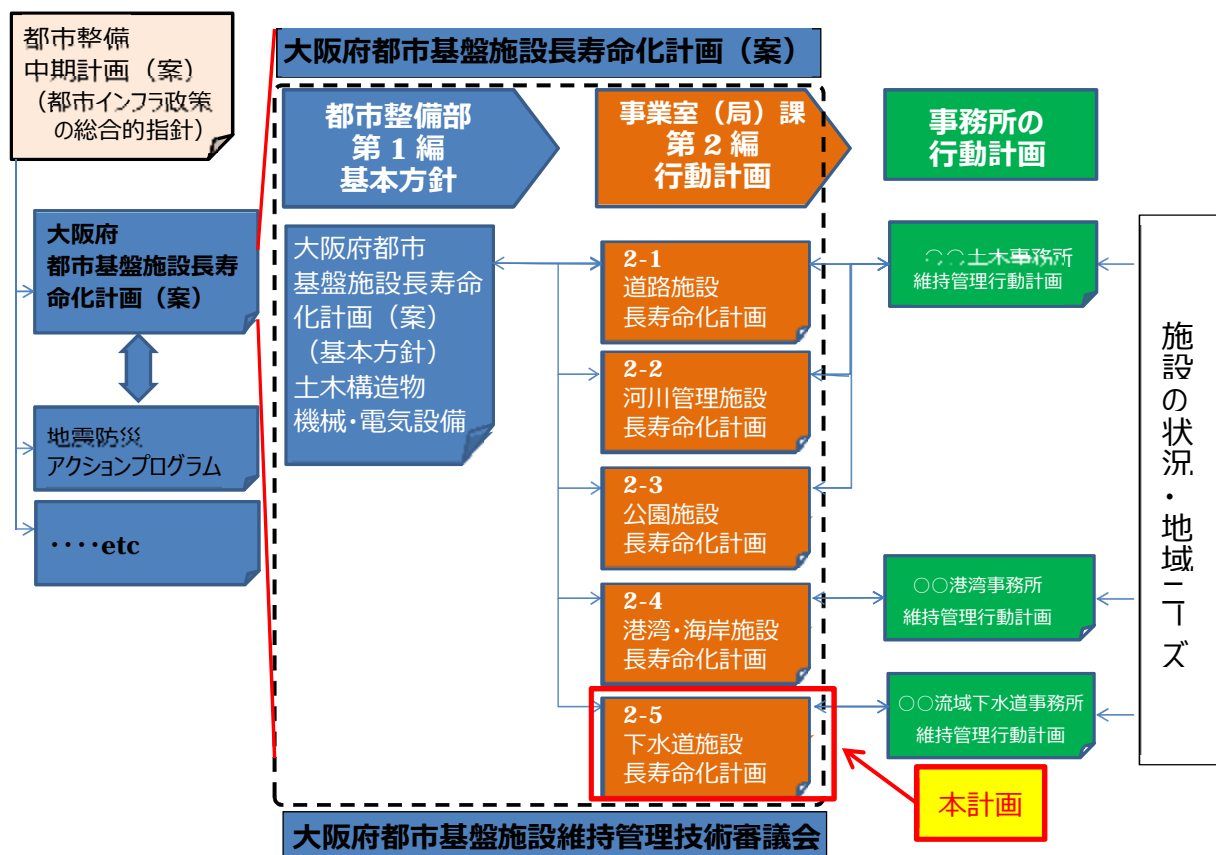 都市整備
中期計画（案）
（都市インフラ政策
の総合的指針）
大阪府
都市基盤施設長寿
命化計画（案）
地震防災
アクションプログラム
・・・・etc
大阪府都市基盤施設長寿命化計画（案）
都市整備部
第１編
基本方針
事業室（局）課
第２編
行動計画
事務所の
行動計画
大阪府都市
基盤施設長寿命
化計画（案）
（基本方針）
土木構造物
機械・電気設備
2-1
道路施設
長寿命化計画
2-2
河川管理施設
長寿命化計画
2-3
公園施設
長寿命化計画
2-4
港湾・海岸施設
長寿命化計画
2-5
下水道施設
長寿命化計画
○○土木事務所
維持管理行動計画
○○港湾事務所
維持管理行動計画
○○流域下水道事務所
維持管理行動計画
施設の状況・地域ニーズ
本計画
大阪府都市基盤施設維持管理技術審議会